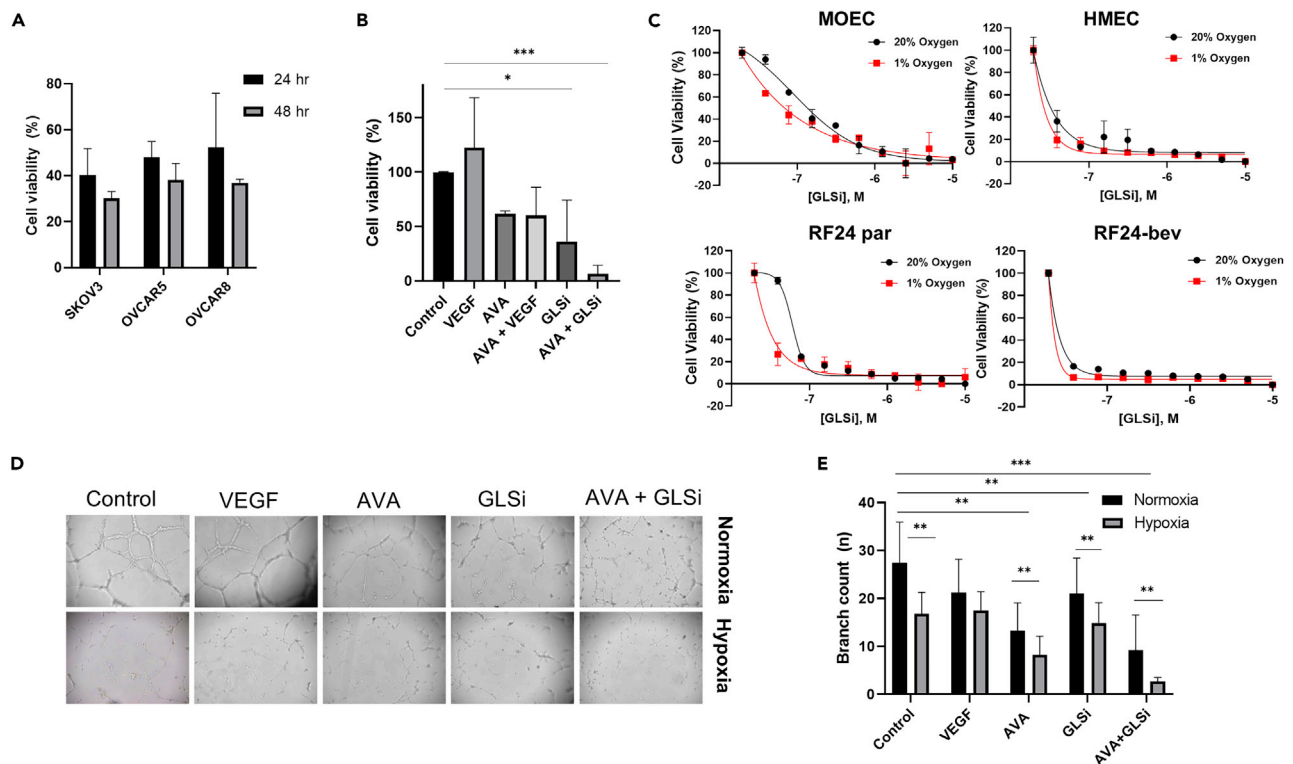 A
Cell viability (%)
80
60
40
20
0
24 hr
48 hr
SKOV3
OVCAR5
OVCAR8
B
***
*
Cell viability (%)
150
100
50
0
Control
VEGF
AVA
AVA + VEGF
GLSi
AVA + GLSi
C
MOEC
20% Oxygen
1% Oxygen
Cell Viability (%)
120
100
80
60
40
20
0
-20
-7
-6
-5
[GLSi], M
HMEC
20% Oxygen
1% Oxygen
Cell Viability (%)
120
100
80
60
40
20
0
-20
-7
-6
-5
[GLSi], M
RF24 par
20% Oxygen
1% Oxygen
Cell Viability (%)
120
100
80
60
40
20
0
-20
-7
-6
-5
[GLSi], M
RF24-bev
20% Oxygen
1% Oxygen
Cell Viability (%)
120
100
80
60
40
20
0
-20
-7
-6
-5
[GLSi], M
D
Control
VEGF
AVA
GLSi
AVA + GLSi
Normoxia
Hypoxia
E
***
**
**
Normoxia
Hypoxia
**
**
**
**
Branch count (n)
40
30
20
10
0
Control
VEGF
AVA
GLSi
AVA+GLSi